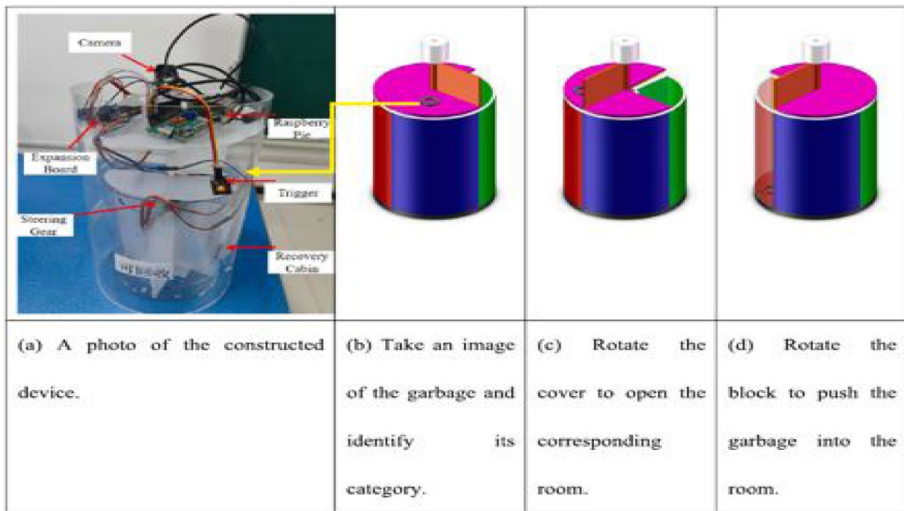 Camera
Raspberry
Pie
Expansion
Board
Trigger
Steering
Gear
Recovery
Cabin
(a) A photo of the constructed
device.
(b) Take an image
of the garbage and
identify its
category.
(c) Rotate the
cover to open the
corresponding
room.
(d) Rotate the
block to push the
garbage into the
room.